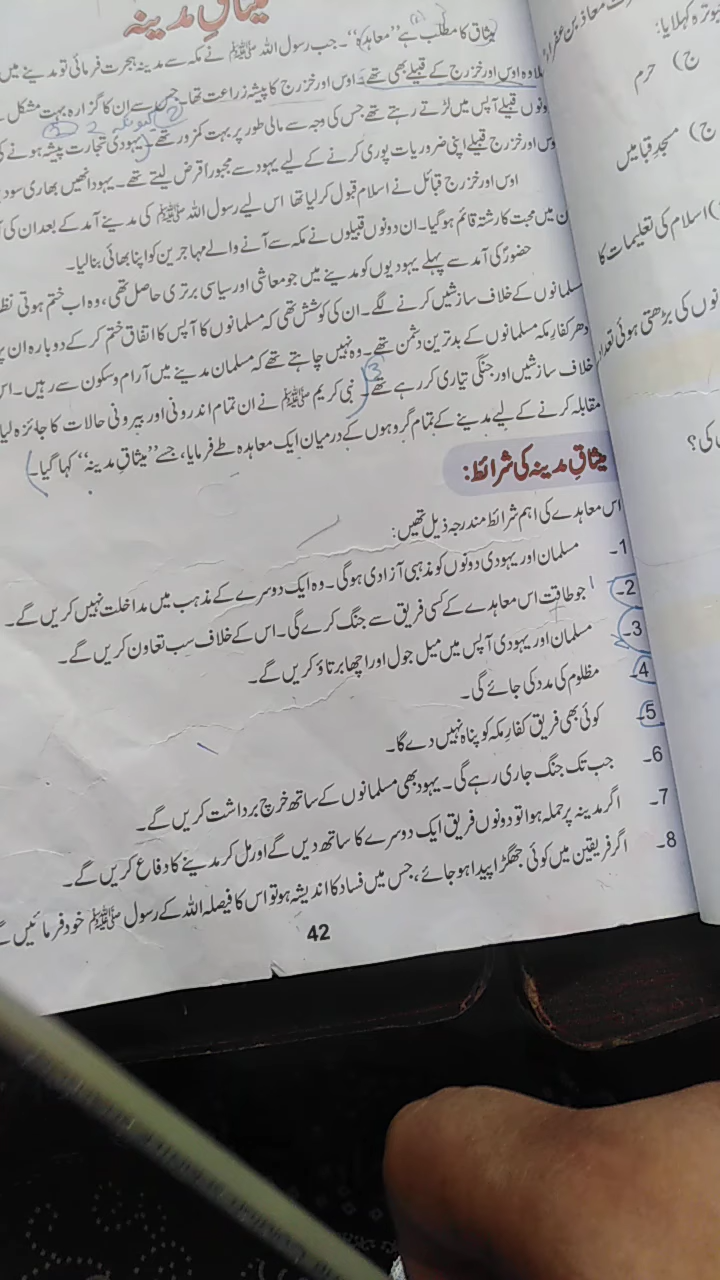 میثاقِ مدینہ
میثاق کا مطلب ہے ”معاہدہ“۔ جب رسول اللہ ﷺ نے مکہ سے مدینہ ہجرت فرمائی تو مدینے میں
علاوہ اوس اور خزرج کے قبیلے بھی تھے۔ اوس اور خزرج کا پیشہ زراعت تھا۔ جس سے ان کا گزارہ بہت مشکل
دونوں قبیلے آپس میں لڑتے رہتے تھے جس کی وجہ سے مالی طور پر بہت کمزور تھے۔ یہودی تجارت پیشہ ہونے کی
اوس اور خزرج قبیلے اپنی ضروریات پوری کرنے کے لیے یہود سے مجبوراً قرض لیتے تھے۔ یہود انھیں بھاری سود
اوس اور خزرج قبائل نے اسلام قبول کر لیا تھا اس لیے رسول اللہ ﷺ کی مدینے آمد کے بعد ان کی
ان میں محبت کا رشتہ قائم ہو گیا۔ ان دونوں قبیلوں نے مکہ سے آنے والے مہاجرین کو اپنا بھائی بنا لیا۔
حضورؐ کی آمد سے پہلے یہودیوں کو مدینے میں جو معاشی اور سیاسی برتری حاصل تھی، وہ اب ختم ہوتی نظر
مسلمانوں کے خلاف سازشیں کرنے لگے۔ ان کی کوشش تھی کہ مسلمانوں کا آپس کا اتفاق ختم کر کے دوبارہ ان پر
ادھر کفارِ مکہ مسلمانوں کے بدترین دشمن تھے۔ وہ نہیں چاہتے تھے کہ مسلمان مدینے میں آرام و سکون سے رہیں۔ اس
خلاف سازشیں اور جنگی تیاری کر رہے تھے۔ نبی کریم ﷺ نے ان تمام اندرونی اور بیرونی حالات کا جائزہ لیا
مقابلہ کرنے کے لیے مدینے کے تمام گروہوں کے درمیان ایک معاہدہ طے فرمایا، جسے ”میثاقِ مدینہ“ کہا گیا۔
میثاقِ مدینہ کی شرائط:
اس معاہدے کی اہم شرائط مندرجہ ذیل تھیں:
1۔ مسلمان اور یہودی دونوں کو مذہبی آزادی ہوگی۔ وہ ایک دوسرے کے مذہب میں مداخلت نہیں کریں گے۔
2۔ جو طاقت اس معاہدے کے کسی فریق سے جنگ کرے گی۔ اس کے خلاف سب تعاون کریں گے۔
3۔ مسلمان اور یہودی آپس میں میل جول اور اچھا برتاؤ کریں گے۔
4۔ مظلوم کی مدد کی جائے گی۔
5۔ کوئی بھی فریق کفارِ مکہ کو پناہ نہیں دے گا۔
6۔ جب تک جنگ جاری رہے گی۔ یہود بھی مسلمانوں کے ساتھ خرچ برداشت کریں گے۔
7۔ اگر مدینہ پر حملہ ہوا تو دونوں فریق ایک دوسرے کا ساتھ دیں گے اور مل کر مدینے کا دفاع کریں گے۔
8۔ اگر فریقین میں کوئی جھگڑا پیدا ہو جائے، جس میں فساد کا اندیشہ ہو تو اس کا فیصلہ اللہ کے رسول ﷺ خود فرمائیں گے
42
معاذ بن عفراء
کہلایا:
ج) حرم
ج) مسجدِ قبا میں
اسلام کی تعلیمات کا
کی بڑھتی ہوئی تعداد
کی؟